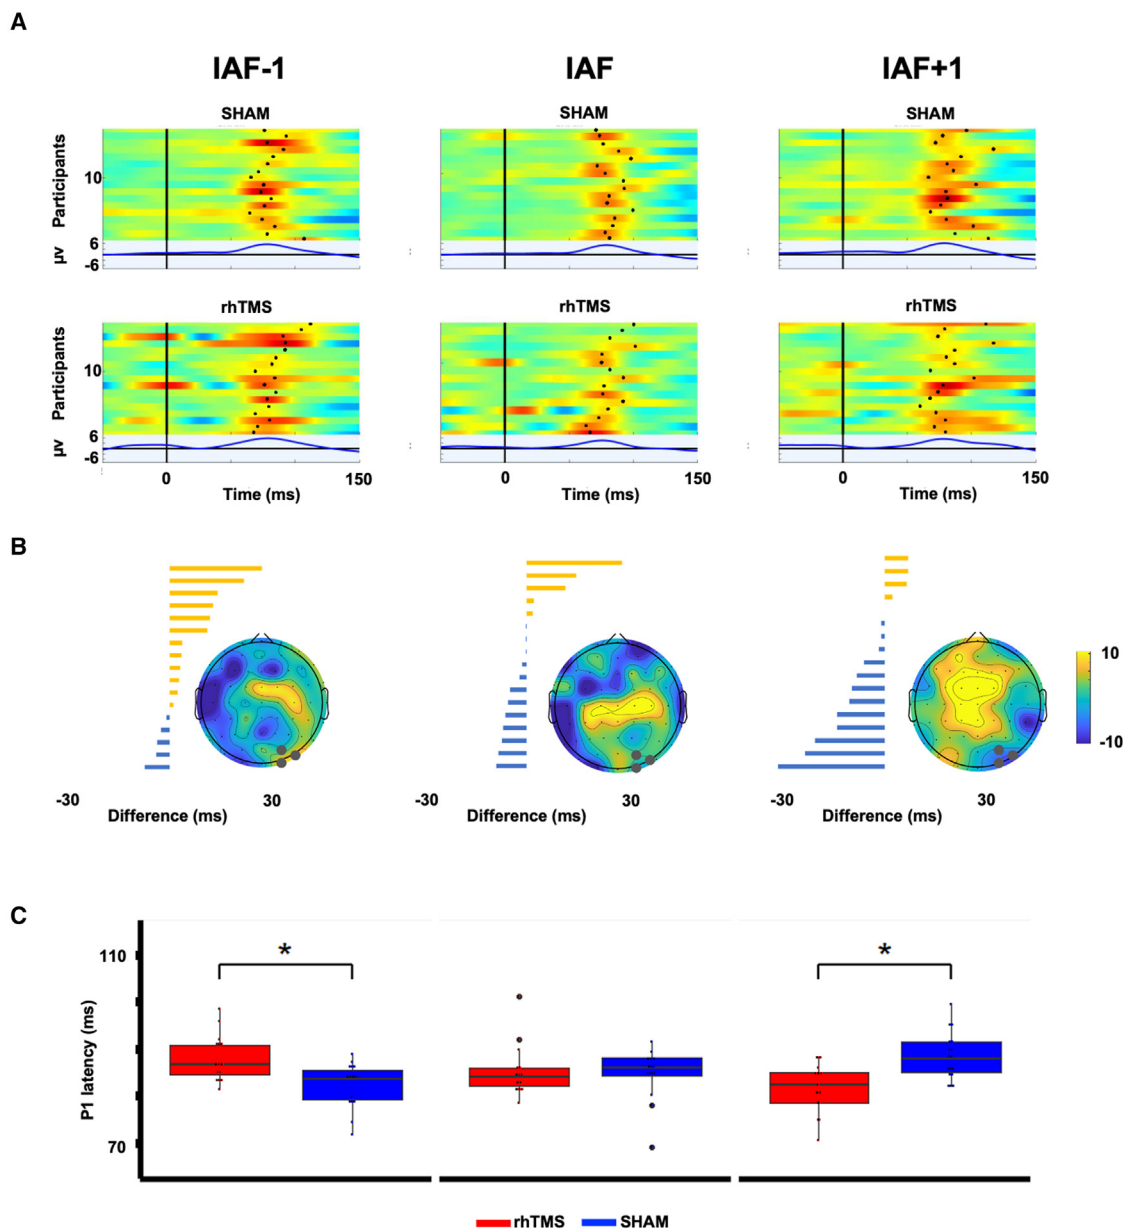 A
IAF-1 IAF IAF+1
SHAM SHAM SHAM
Participants
10
µv
6
-6
rhTMS rhTMS rhTMS
Participants
10
µv
6
-6
0 150 0 150 0 150
Time (ms) Time (ms) Time (ms)
B
10
-10
-30 30 -30 30 -30 30
Difference (ms) Difference (ms) Difference (ms)
C
* *
110
P1 latency (ms)
70
rhTMS SHAM